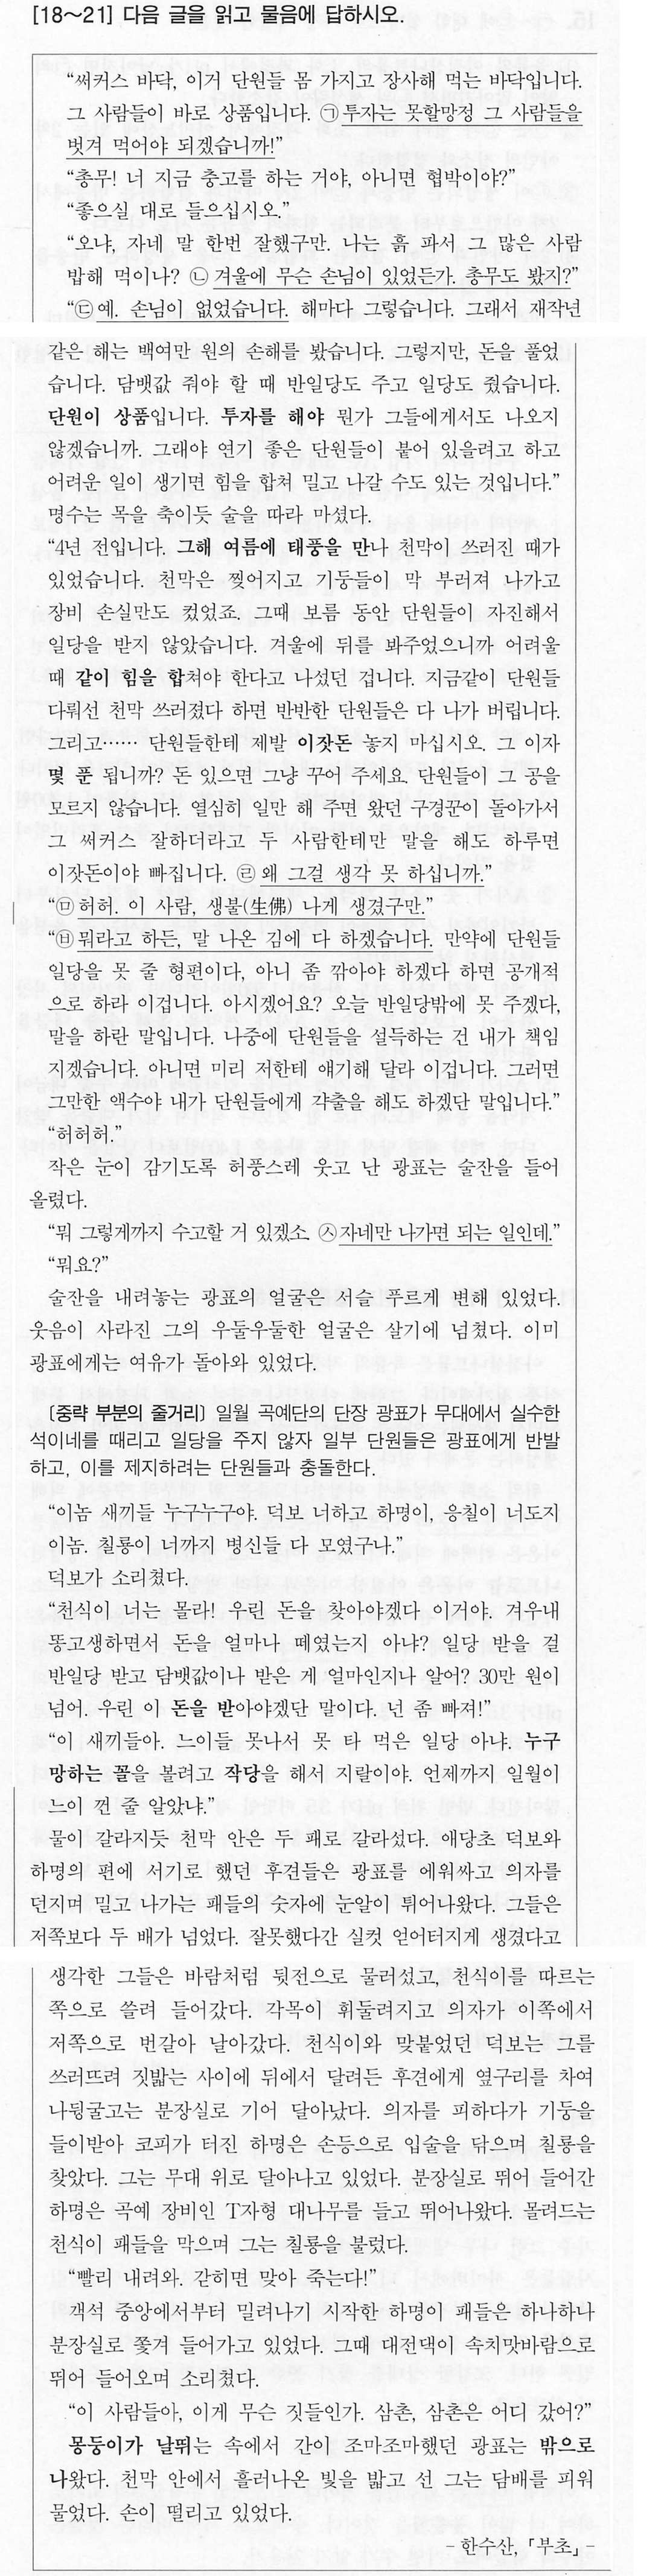 [18～21] 다음 글을 읽고 물음에 답하시오.
“써커스 바닥, 이거 단원들 몸 가지고 장사해 먹는 바닥입니다.
그 사람들이 바로 상품입니다. ㉠투자는 못할망정 그 사람들을
벗겨 먹어야 되겠습니까!”
“총무! 너 지금 충고를 하는 거야, 아니면 협박이야?”
“좋으실 대로 들으십시오.”
“오냐, 자네 말 한번 잘했구만. 나는 흙 파서 그 많은 사람
밥해 먹이나? ㉡겨울에 무슨 손님이 있었든가. 총무도 봤지?”
“㉢예. 손님이 없었습니다. 해마다 그렇습니다. 그래서 재작년
같은 해는 백여만 원의 손해를 봤습니다. 그렇지만, 돈을 풀었
습니다. 담뱃값 줘야 할 때 반일당도 주고 일당도 줬습니다.
단원이 상품입니다. 투자를 해야 뭔가 그들에게서도 나오지
않겠습니까. 그래야 연기 좋은 단원들이 붙어 있을려고 하고
어려운 일이 생기면 힘을 합쳐 밀고 나갈 수도 있는 것입니다.”
명수는 목을 축이듯 술을 따라 마셨다.
“4년 전입니다. 그해 여름에 태풍을 만나 천막이 쓰러진 때가
있었습니다. 천막은 찢어지고 기둥들이 막 부러져 나가고
장비 손실만도 컸었죠. 그때 보름 동안 단원들이 자진해서
일당을 받지 않았습니다. 겨울에 뒤를 봐주었으니까 어려울
때 같이 힘을 합쳐야 한다고 나섰던 겁니다. 지금같이 단원들
다뤄선 천막 쓰러졌다 하면 반반한 단원들은 다 나가 버립니다.
그리고…… 단원들한테 제발 이잣돈 놓지 마십시오. 그 이자
몇 푼 됩니까? 돈 있으면 그냥 꾸어 주세요. 단원들이 그 공을
모르지 않습니다. 열심히 일만 해 주면 왔던 구경꾼이 돌아가서
그 써커스 잘하더라고 두 사람한테만 말을 해도 하루면
이잣돈이야 빠집니다. ㉣왜 그걸 생각 못 하십니까.”
“㉤허허. 이 사람, 생불(生佛) 나게 생겼구만.”
“㉥뭐라고 하든, 말 나온 김에 다 하겠습니다. 만약에 단원들
일당을 못 줄 형편이다, 아니 좀 깎아야 하겠다 하면 공개적
으로 하라 이겁니다. 아시겠어요? 오늘 반일당밖에 못 주겠다,
말을 하란 말입니다. 나중에 단원들을 설득하는 건 내가 책임
지겠습니다. 아니면 미리 저한테 얘기해 달라 이겁니다. 그러면
그만한 액수야 내가 단원들에게 각출을 해도 하겠단 말입니다.”
“허허허.”
작은 눈이 감기도록 허풍스레 웃고 난 광표는 술잔을 들어
올렸다.
“뭐 그렇게까지 수고할 거 있겠소. ㉦자네만 나가면 되는 일인데.”
“뭐요?”
술잔을 내려놓는 광표의 얼굴은 서슬 푸르게 변해 있었다.
웃음이 사라진 그의 우둘우둘한 얼굴은 살기에 넘쳤다. 이미
광표에게는 여유가 돌아와 있었다.
〔중략 부분의 줄거리〕 일월 곡예단의 단장 광표가 무대에서 실수한
석이네를 때리고 일당을 주지 않자 일부 단원들은 광표에게 반발
하고, 이를 제지하려는 단원들과 충돌한다.
“이놈 새끼들 누구누구야. 덕보 너하고 하명이, 응칠이 너도지
이놈. 칠룡이 너까지 병신들 다 모였구나.”
덕보가 소리쳤다.
“천식이 너는 몰라! 우린 돈을 찾아야겠다 이거야. 겨우내
똥고생하면서 돈을 얼마나 떼였는지 아냐? 일당 받을 걸
반일당 받고 담뱃값이나 받은 게 얼마인지나 알어? 30만 원이
넘어. 우린 이 돈을 받아야겠단 말이다. 넌 좀 빠져!”
“이 새끼들아. 느이들 못나서 못 타 먹은 일당 아냐. 누구
망하는 꼴을 볼려고 작당을 해서 지랄이야. 언제까지 일월이
느이 껀 줄 알았냐.”
물이 갈라지듯 천막 안은 두 패로 갈라섰다. 애당초 덕보와
하명의 편에 서기로 했던 후견들은 광표를 에워싸고 의자를
던지며 밀고 나가는 패들의 숫자에 눈알이 튀어나왔다. 그들은
저쪽보다 두 배가 넘었다. 잘못했다간 실컷 얻어터지게 생겼다고
생각한 그들은 바람처럼 뒷전으로 물러섰고, 천식이를 따르는
쪽으로 쓸려 들어갔다. 각목이 휘둘려지고 의자가 이쪽에서
저쪽으로 번갈아 날아갔다. 천식이와 맞붙었던 덕보는 그를
쓰러뜨려 짓밟는 사이에 뒤에서 달려든 후견에게 옆구리를 차여
나뒹굴고는 분장실로 기어 달아났다. 의자를 피하다가 기둥을
들이받아 코피가 터진 하명은 손등으로 입술을 닦으며 칠룡을
찾았다. 그는 무대 위로 달아나고 있었다. 분장실로 뛰어 들어간
하명은 곡예 장비인 T자형 대나무를 들고 뛰어나왔다. 몰려드는
천식이 패들을 막으며 그는 칠룡을 불렀다.
“빨리 내려와. 갇히면 맞아 죽는다!”
객석 중앙에서부터 밀려나기 시작한 하명이 패들은 하나하나
분장실로 쫓겨 들어가고 있었다. 그때 대전댁이 속치맛바람으로
뛰어 들어오며 소리쳤다.
“이 사람들아, 이게 무슨 짓들인가. 삼촌, 삼촌은 어디 갔어?”
몽둥이가 날뛰는 속에서 간이 조마조마했던 광표는 밖으로
나왔다. 천막 안에서 흘러나온 빛을 밟고 선 그는 담배를 피워
물었다. 손이 떨리고 있었다.
- 한수산, 「부초」 -